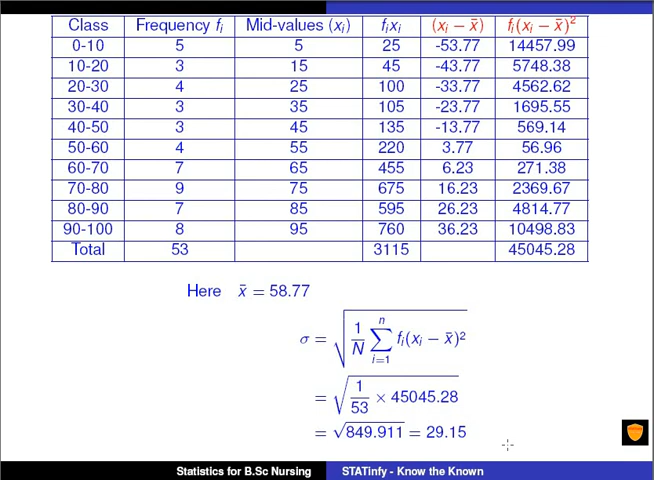 Class Frequency fᵢ Mid-values (xᵢ) fᵢxᵢ (xᵢ − x̄) fᵢ(xᵢ − x̄)²
0-10 5 5 25 -53.77 14457.99
10-20 3 15 45 -43.77 5748.38
20-30 4 25 100 -33.77 4562.62
30-40 3 35 105 -23.77 1695.55
40-50 3 45 135 -13.77 569.14
50-60 4 55 220 3.77 56.96
60-70 7 65 455 6.23 271.38
70-80 9 75 675 16.23 2369.67
80-90 7 85 595 26.23 4814.77
90-100 8 95 760 36.23 10498.83
Total 53 3115 45045.28
Here x̄ = 58.77
σ = √(1/N ∑ⁿᵢ₌₁ fᵢ(xᵢ − x̄)²)
= √(1/53 × 45045.28)
= √849.911 = 29.15
Statistics for B.Sc Nursing STATinfy - Know the Known